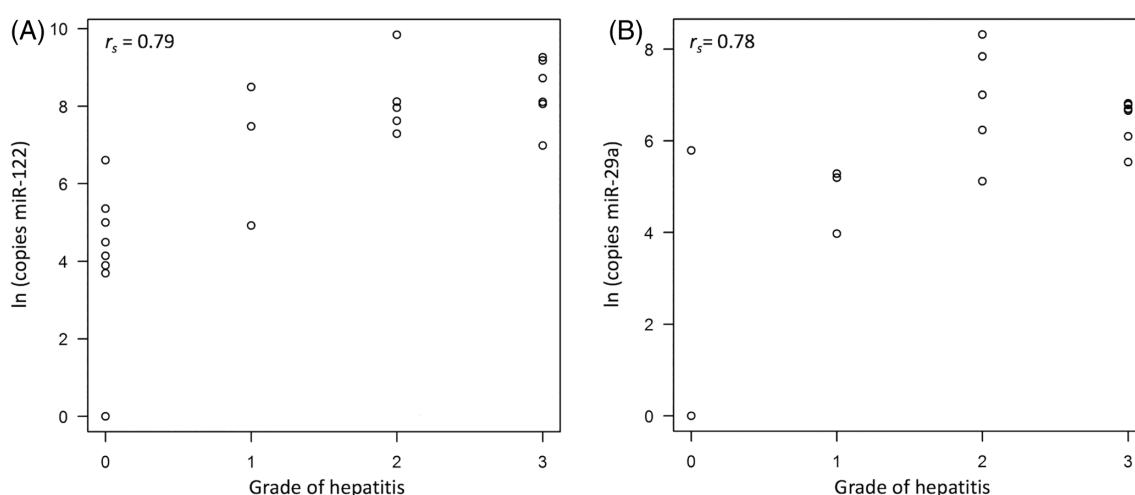 (A)
r_s = 0.79
ln (copies miR-122)
10
8
6
4
2
0
0 1 2 3
Grade of hepatitis
(B)
r_s= 0.78
ln (copies miR-29a)
8
6
4
2
0
0 1 2 3
Grade of hepatitis